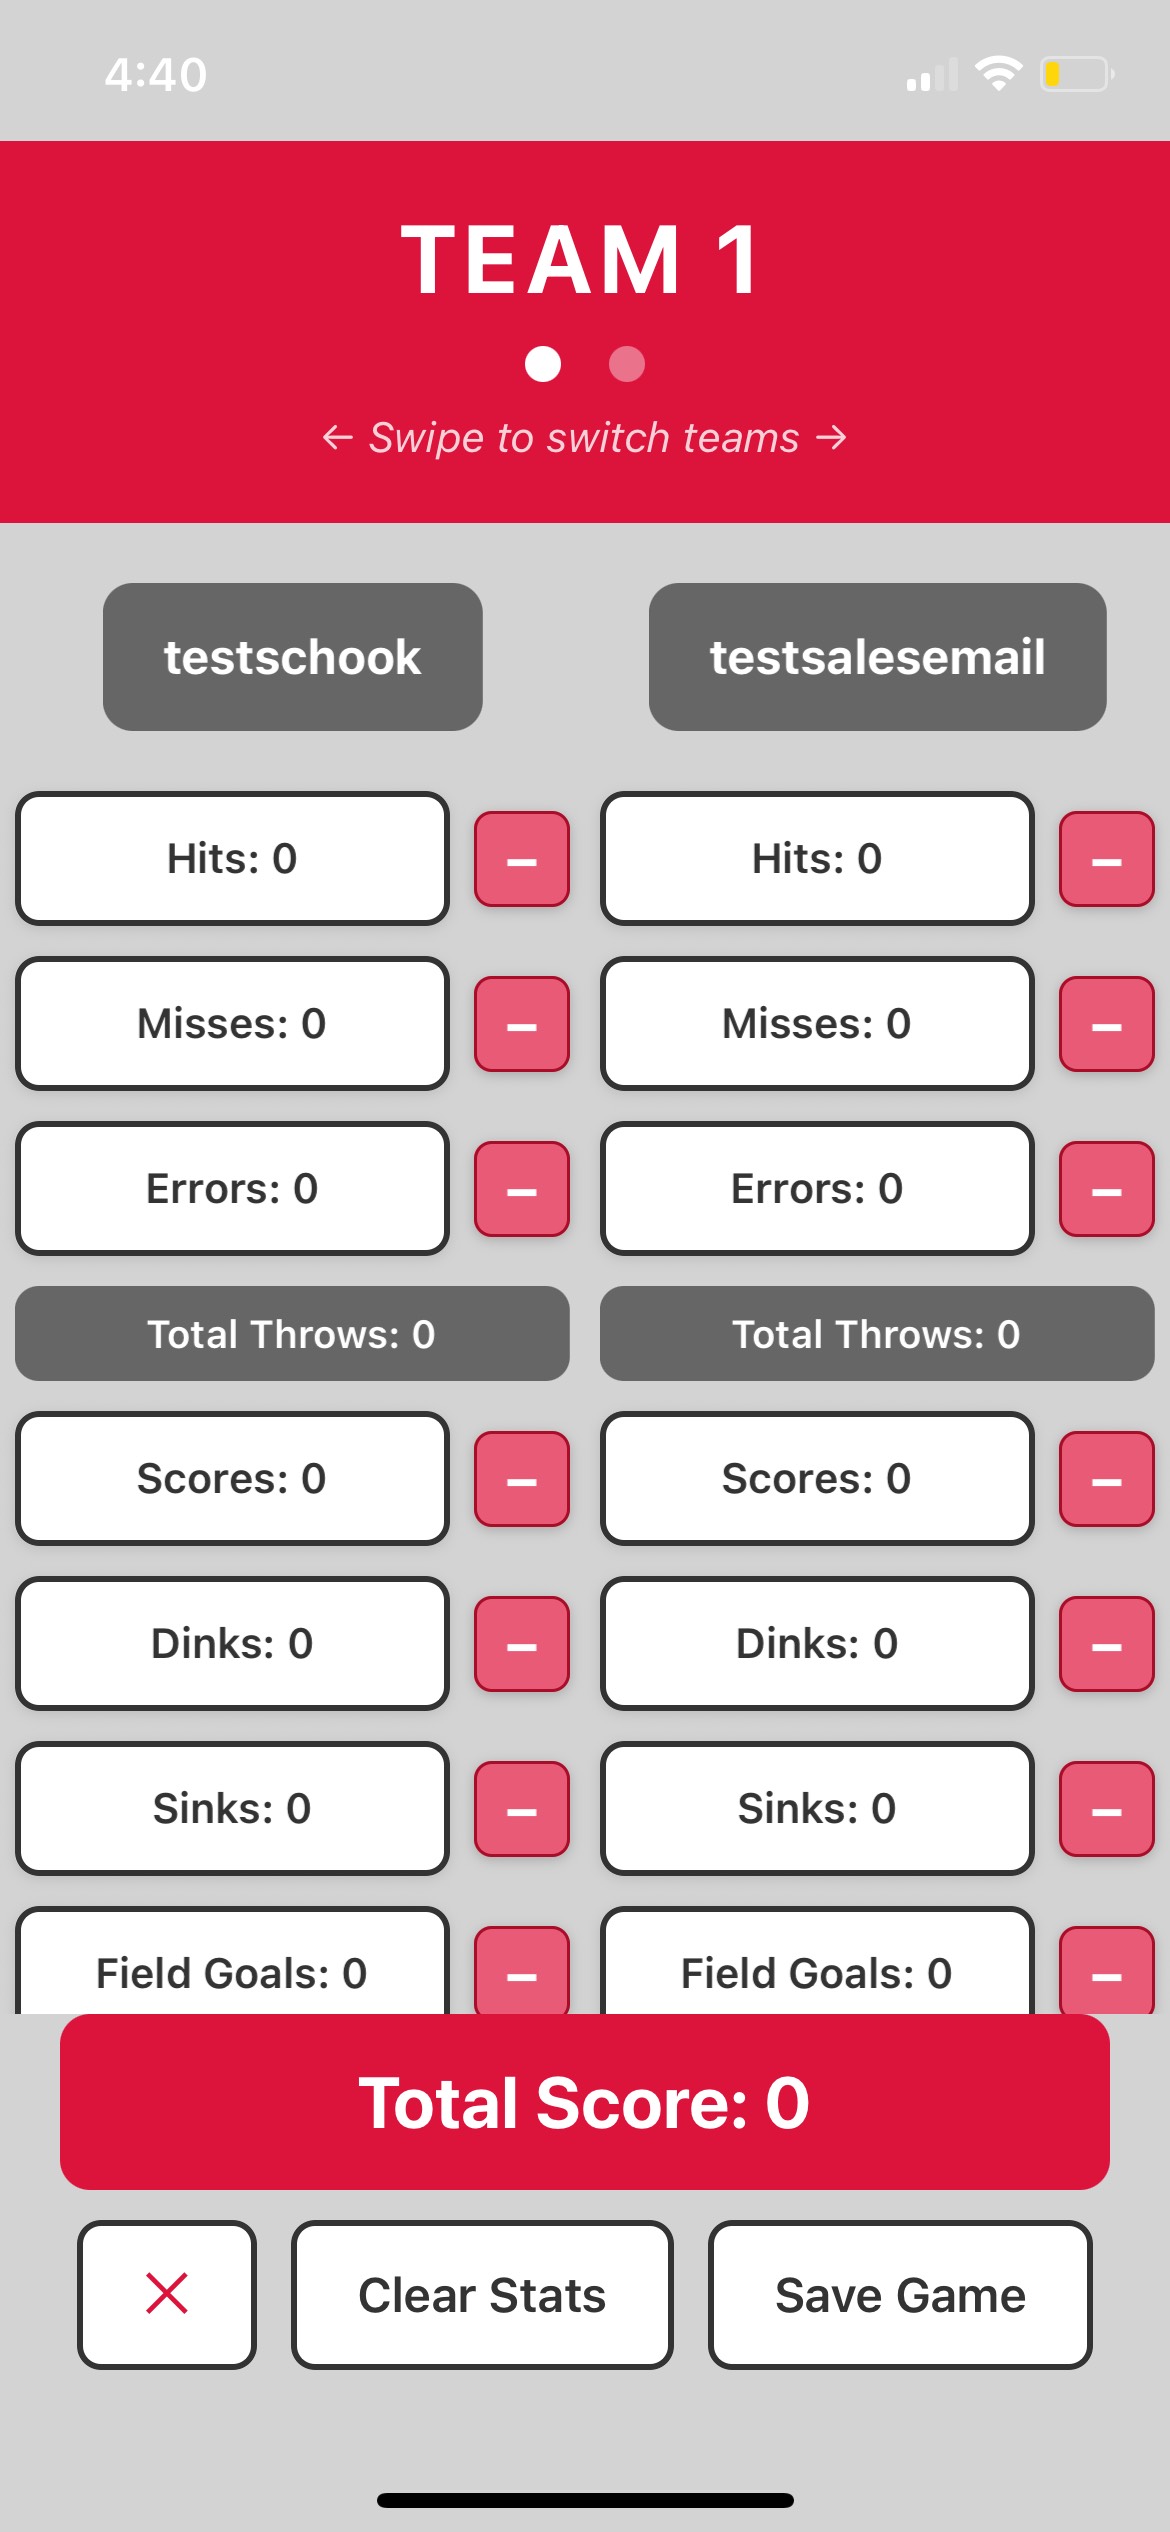 4:40
TEAM 1
← Swipe to switch teams →
testschook
testsalesemail
Hits: 0
–
Hits: 0
–
Misses: 0
–
Misses: 0
–
Errors: 0
–
Errors: 0
–
Total Throws: 0
Total Throws: 0
Scores: 0
–
Scores: 0
–
Dinks: 0
–
Dinks: 0
–
Sinks: 0
–
Sinks: 0
–
Field Goals: 0
–
Field Goals: 0
–
Total Score: 0
Clear Stats
Save Game